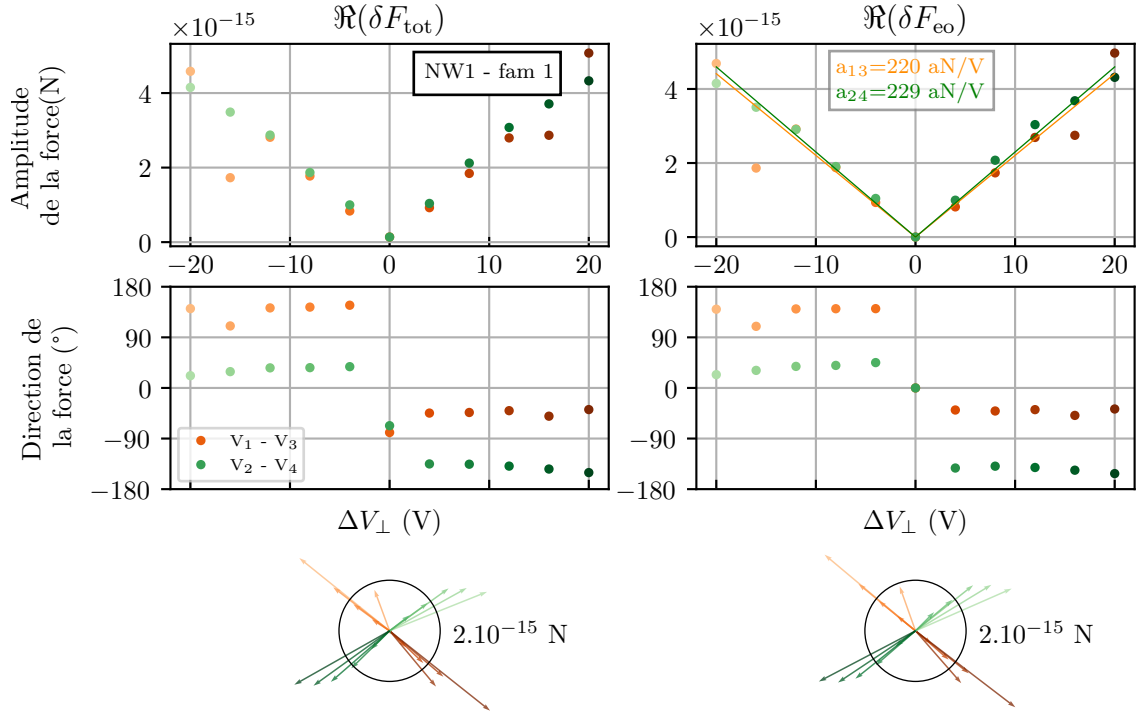 ℜ(δF_tot)
ℜ(δF_eo)
×10⁻¹⁵
×10⁻¹⁵
Amplitude
de la force(N)
4
2
0
NW1 - fam 1
−20 −10 0 10 20
4
2
0
a₁₃=220 aN/V
a₂₄=229 aN/V
−20 −10 0 10 20
Direction de
la force (°)
180
90
0
−90
−180
V₁ - V₃
V₂ - V₄
180
90
0
−90
−180
ΔV⊥ (V)
ΔV⊥ (V)
2.10⁻¹⁵ N
2.10⁻¹⁵ N